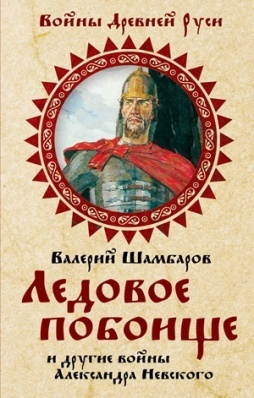 Войны Древней Руси
Валерий Шамбаров
Ледовое
побоище
и другие войны
Александра Невского